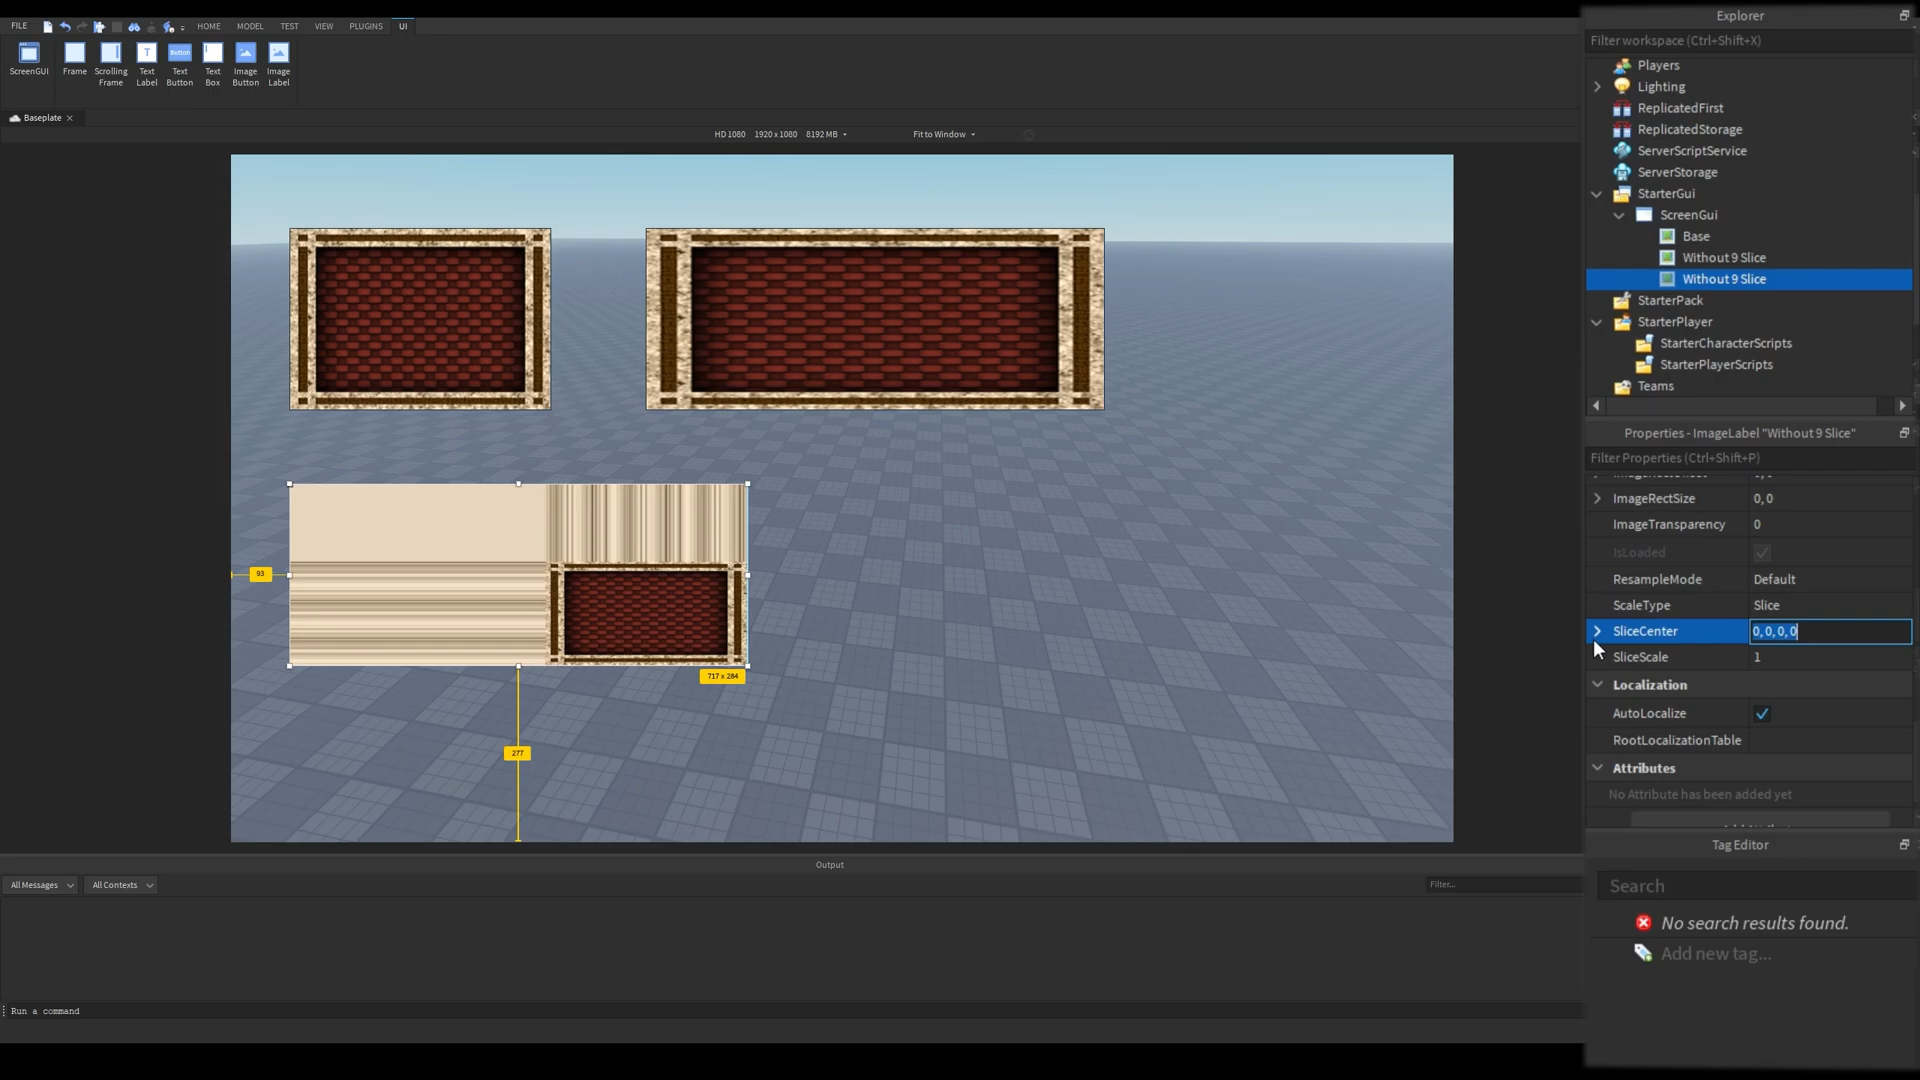 FILE HOME MODEL TEST VIEW PLUGINS UI
ScreenGUI Frame Scrolling Frame Text Label Button Text Button Text Box Image Button Image Label
Baseplate
HD 1080 1920 x 1080 8192 MB Fit to Window
93
717 x 284
277
Output
All Messages All Contexts Filter...
Run a command
Explorer
Filter workspace (Ctrl+Shift+X)
Players
Lighting
ReplicatedFirst
ReplicatedStorage
ServerScriptService
ServerStorage
StarterGui
ScreenGui
Base
Without 9 Slice
Without 9 Slice
StarterPack
StarterPlayer
StarterCharacterScripts
StarterPlayerScripts
Teams
Properties - ImageLabel "Without 9 Slice"
Filter Properties (Ctrl+Shift+P)
ImageRectSize 0, 0
ImageTransparency 0
IsLoaded
ResampleMode Default
ScaleType Slice
SliceCenter 0, 0, 0, 0
SliceScale 1
Localization
AutoLocalize
RootLocalizationTable
Attributes
No Attribute has been added yet
Tag Editor
Search
No search results found.
Add new tag...